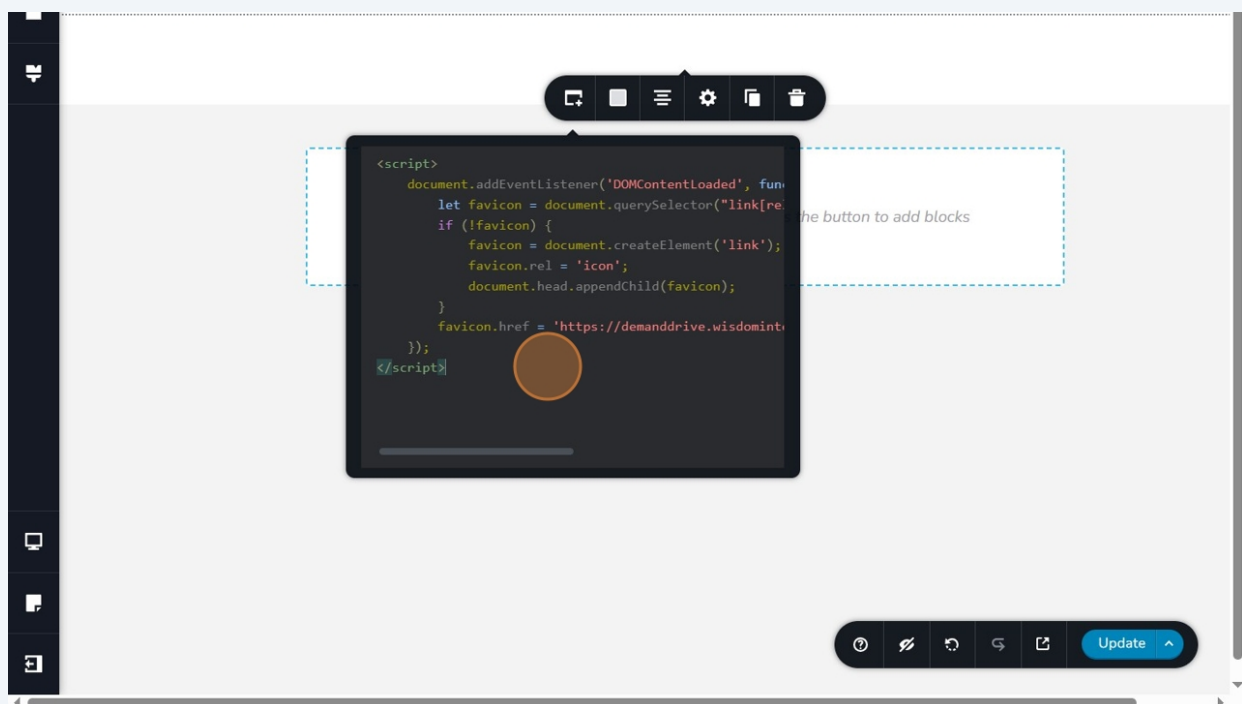 <script>
document.addEventListener('DOMContentLoaded', fun
let favicon = document.querySelector("link[re
if (!favicon) {
favicon = document.createElement('link');
favicon.rel = 'icon';
document.head.appendChild(favicon);
}
favicon.href = 'https://demanddrive.wisdominte
});
</script>
the button to add blocks
Update